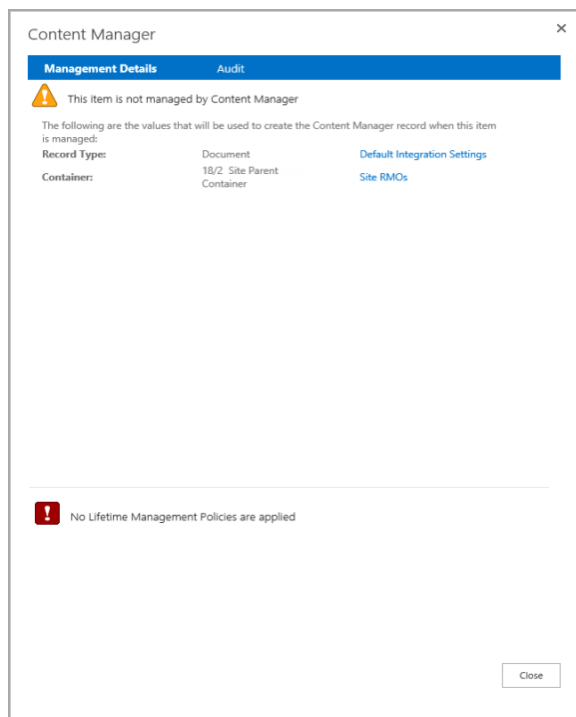 Content Manager
Management Details Audit
This item is not managed by Content Manager
The following are the values that will be used to create the Content Manager record when this item
is managed:
Record Type: Document Default Integration Settings
Container: 18/2 Site Parent Site RMOs
Container
No Lifetime Management Policies are applied
Close